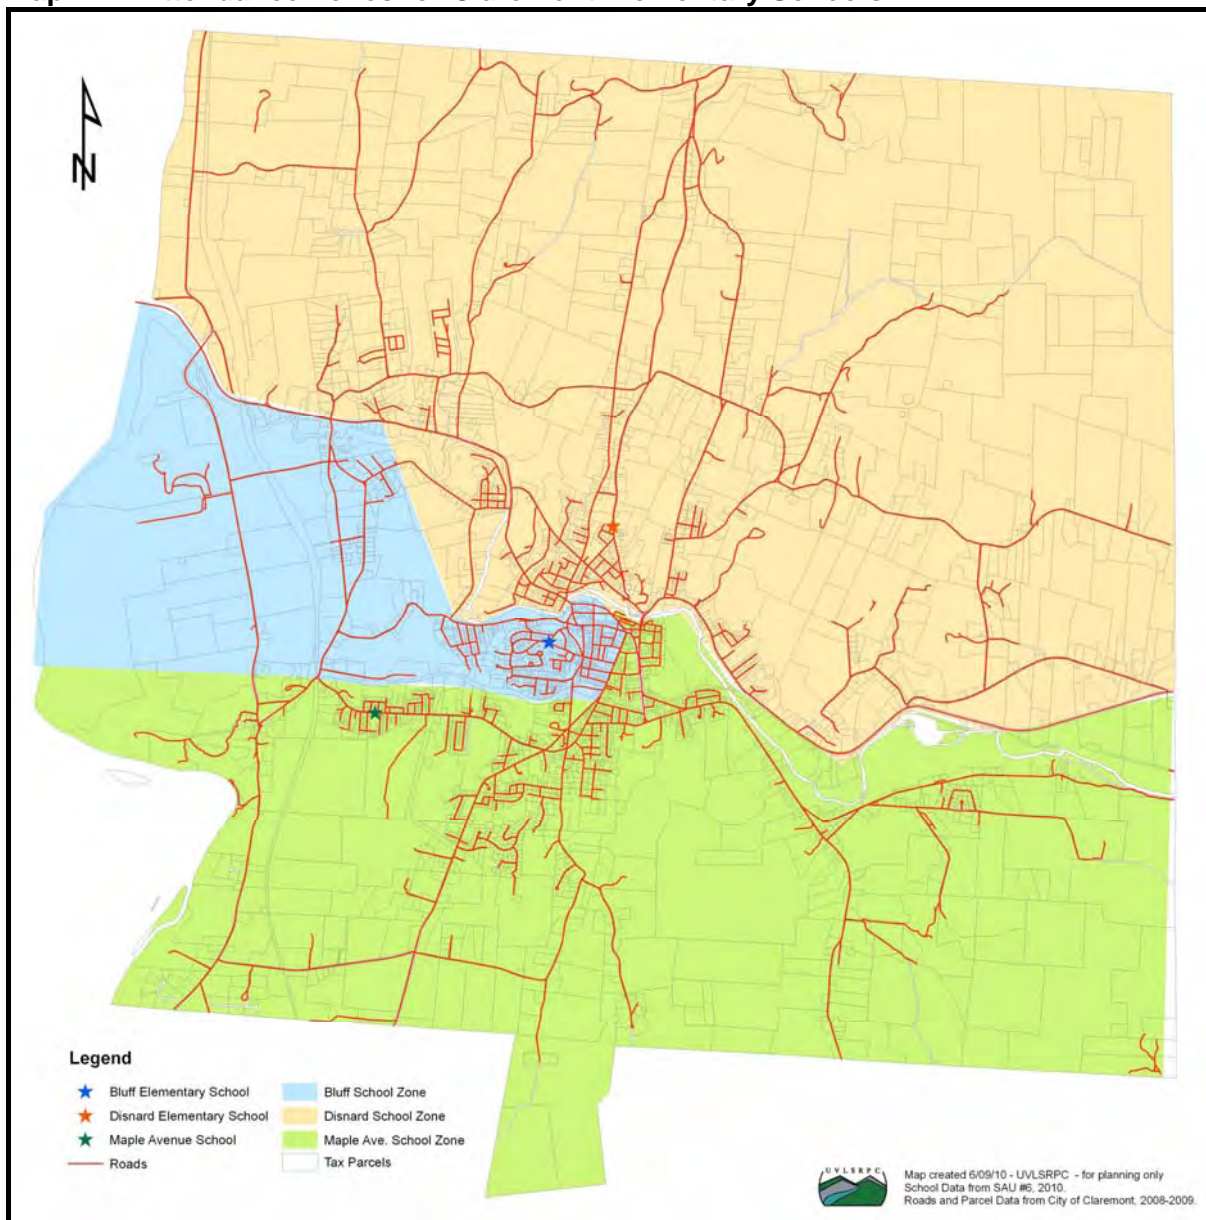 N
Legend
Bluff Elementary School
Disnard Elementary School
Maple Avenue School
Roads
Bluff School Zone
Disnard School Zone
Maple Ave. School Zone
Tax Parcels
UVLSRPC
Map created 6/09/10 - UVLSRPC - for planning only
School Data from SAU #6, 2010.
Roads and Parcel Data from City of Claremont, 2008-2009.